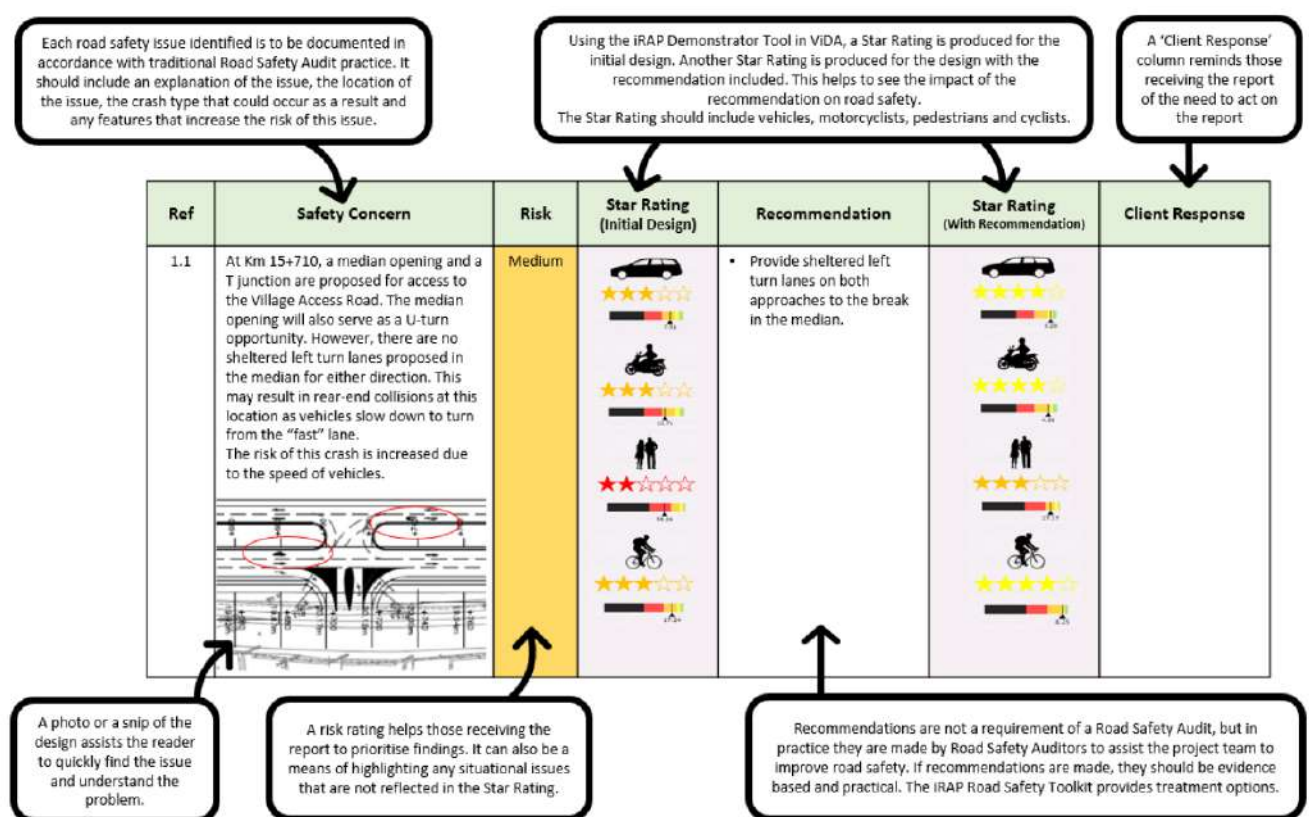 Each road safety issue identified is to be documented in
accordance with traditional Road Safety Audit practice. It
should include an explanation of the issue, the location of
the issue, the crash type that could occur as a result and
any features that increase the risk of this issue.
Using the iRAP Demonstrator Tool in ViDA, a Star Rating is produced for the
initial design. Another Star Rating is produced for the design with the
recommendation included. This helps to see the impact of the
recommendation on road safety.
The Star Rating should include vehicles, motorcyclists, pedestrians and cyclists.
A ‘Client Response’
column reminds those
receiving the report
of the need to act on
the report
Ref
Safety Concern
Risk
Star Rating
(Initial Design)
Recommendation
Star Rating
(With Recommendation)
Client Response
1.1
At Km 15+710, a median opening and a
T junction are proposed for access to
the Village Access Road. The median
opening will also serve as a U-turn
opportunity. However, there are no
sheltered left turn lanes proposed in
the median for either direction. This
may result in rear-end collisions at this
location as vehicles slow down to turn
from the “fast” lane.
The risk of this crash is increased due
to the speed of vehicles.
Medium
▪ Provide sheltered left
turn lanes on both
approaches to the break
in the median.
A photo or a snip of the
design assists the reader
to quickly find the issue
and understand the
problem.
A risk rating helps those receiving the
report to prioritise findings. It can also be a
means of highlighting any situational issues
that are not reflected in the Star Rating.
Recommendations are not a requirement of a Road Safety Audit, but in
practice they are made by Road Safety Auditors to assist the project team to
improve road safety. If recommendations are made, they should be evidence
based and practical. The iRAP Road Safety Toolkit provides treatment options.